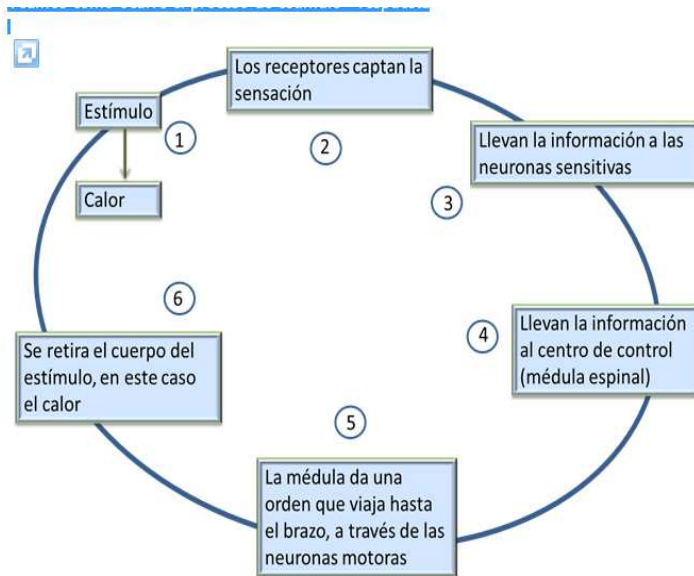 Estímulo
1
Calor
Los receptores captan la
sensación
2
Llevan la información a las
neuronas sensitivas
3
Llevan la información
al centro de control
(médula espinal)
4
La médula da una
orden que viaja hasta
el brazo, a través de las
neuronas motoras
5
Se retira el cuerpo del
estímulo, en este caso
el calor
6